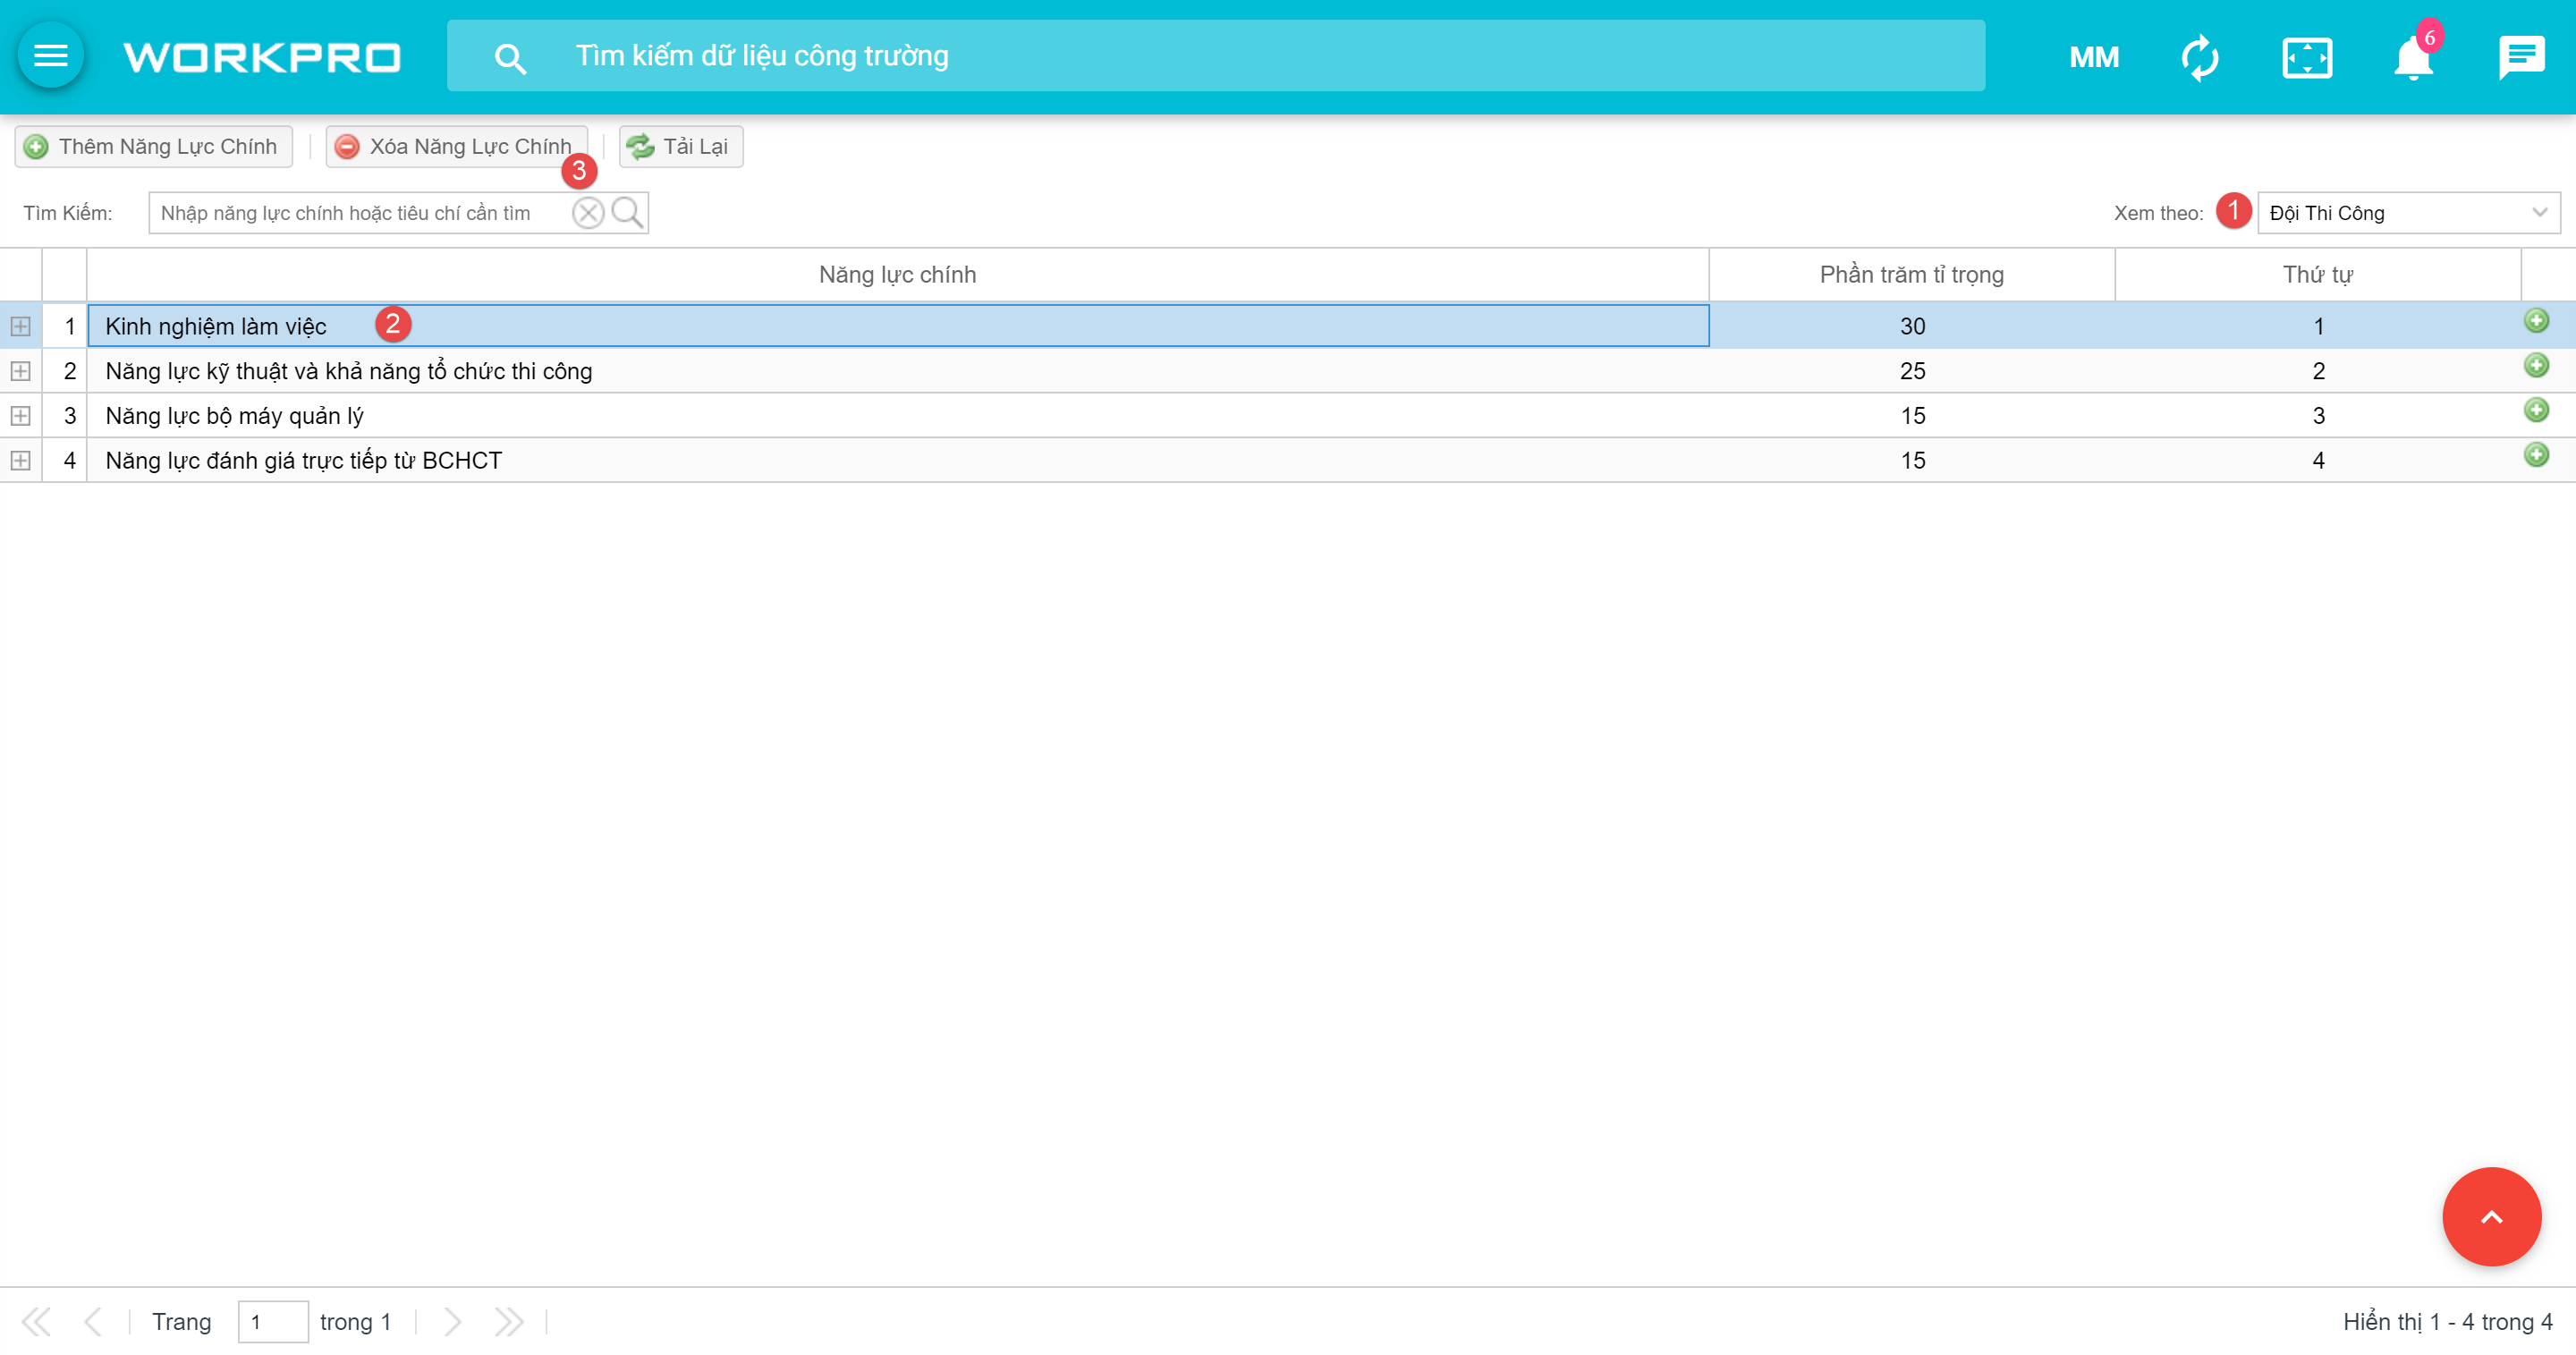 WORKPRO Tìm kiếm dữ liệu công trường MM 6
Thêm Năng Lực Chính Xóa Năng Lực Chính Tải Lại
3
Tìm Kiếm: Nhập năng lực chính hoặc tiêu chí cần tìm Xem theo: 1 Đội Thi Công
Năng lực chính Phần trăm tỉ trọng Thứ tự
1 Kinh nghiệm làm việc 2 30 1
2 Năng lực kỹ thuật và khả năng tổ chức thi công 25 2
3 Năng lực bộ máy quản lý 15 3
4 Năng lực đánh giá trực tiếp từ BCHCT 15 4
Trang 1 trong 1 Hiển thị 1 - 4 trong 4